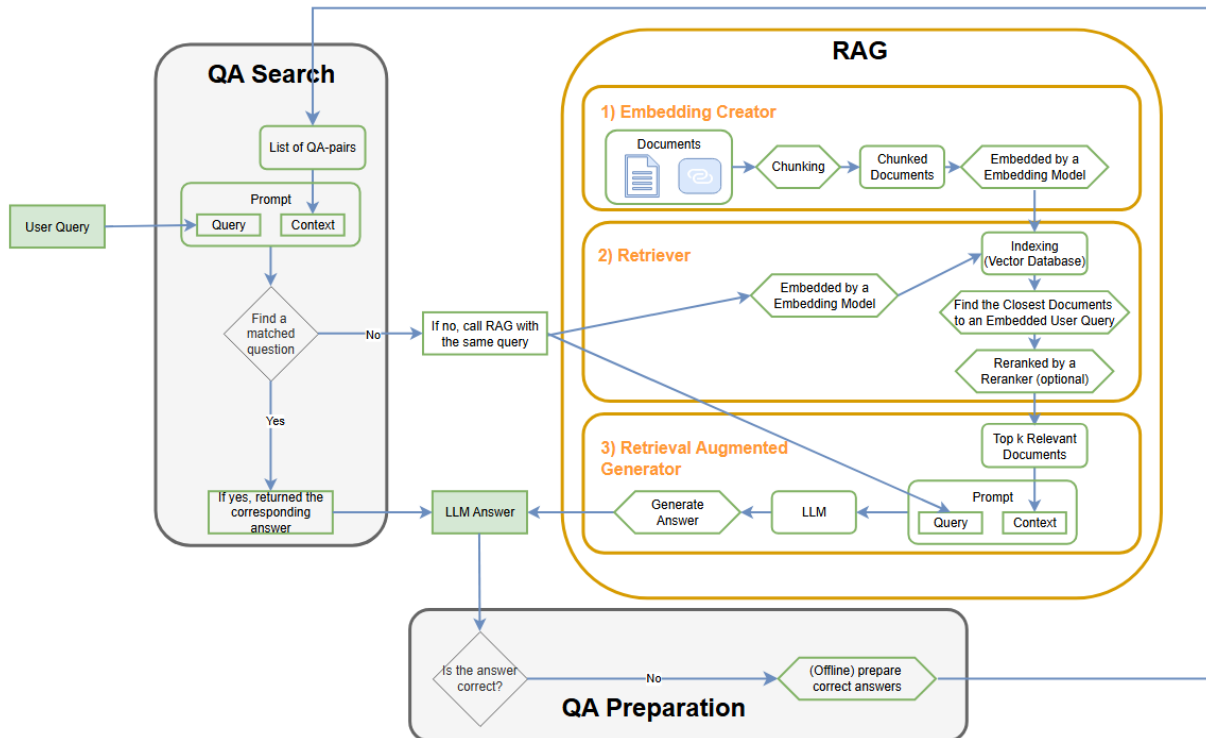 QA Search
List of QA-pairs
Prompt
Query
Context
User Query
Find a
matched
question
No
Yes
If yes, returned the
corresponding
answer
If no, call RAG with
the same query
LLM Answer
RAG
1) Embedding Creator
Documents
Chunking
Chunked
Documents
Embedded by a
Embedding Model
2) Retriever
Embedded by a
Embedding Model
Indexing
(Vector Database)
Find the Closest Documents
to an Embedded User Query
Reranked by a
Reranker (optional)
3) Retrieval Augmented
Generator
Top k Relevant
Documents
Prompt
Query
Context
LLM
Generate
Answer
Is the answer
correct?
No
(Offline) prepare
correct answers
QA Preparation